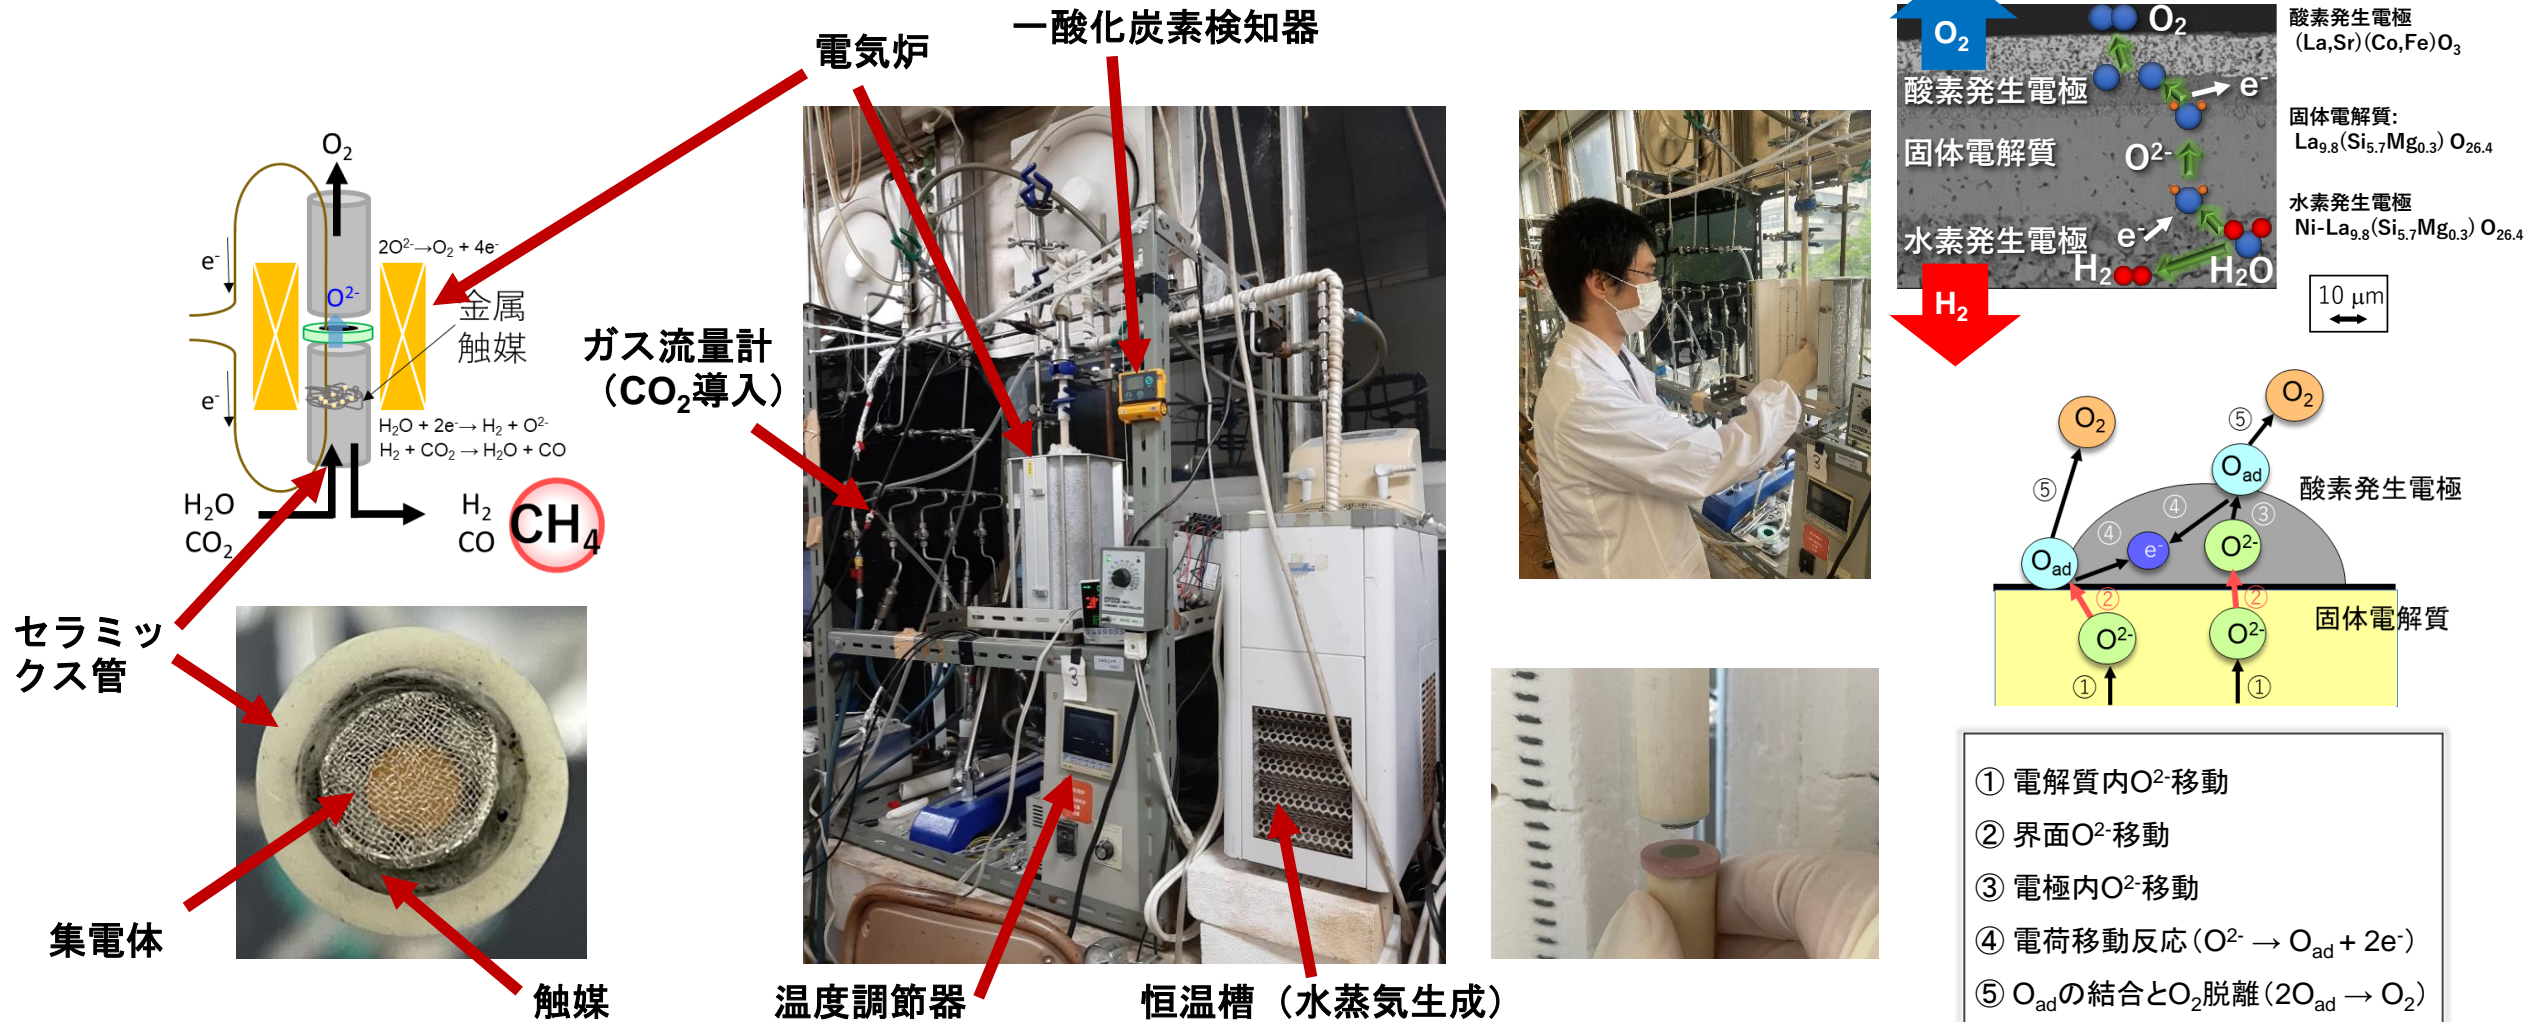 一酸化炭素検知器
電気炉
O2
2O2-→O2 + 4e-
e-
O2-
金属
触媒
e-
H2O + 2e-→ H2 + O2-
H2 + CO2 → H2O + CO
H2O
CO2
H2
CO
CH4
ガス流量計
（CO2導入）
セラミッ
クス管
集電体
触媒
温度調節器
恒温槽（水蒸気生成）
3
3
O2
O2
酸素発生電極
e-
固体電解質
O2-
水素発生電極
e-
H2
H2O
H2
酸素発生電極
(La,Sr)(Co,Fe)O3
固体電解質:
La9.8(Si5.7Mg0.3) O26.4
水素発生電極
Ni-La9.8(Si5.7Mg0.3) O26.4
10 μm
O2
O2
⑤
⑤
Oad
酸素発生電極
④
③
④
e-
O2-
Oad
②
②
固体電解質
O2-
O2-
①
①
① 電解質内O2-移動
② 界面O2-移動
③ 電極内O2-移動
④ 電荷移動反応（O2- → Oad + 2e-）
⑤ Oadの結合とO2脱離（2Oad → O2）